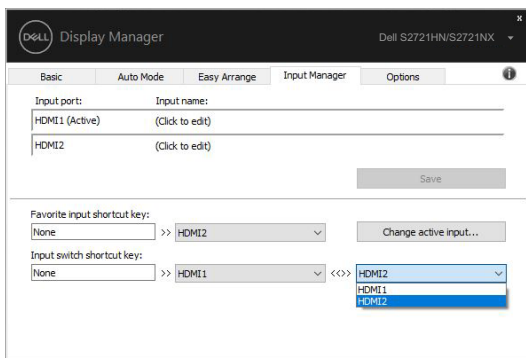 x
DELL Display Manager Dell S2721HN/S2721NX
Basic Auto Mode Easy Arrange Input Manager Options i
Input port: Input name:
HDMI1 (Active) (Click to edit)
HDMI2 (Click to edit)
Save
Favorite input shortcut key:
None >> HDMI2 Change active input...
Input switch shortcut key:
None >> HDMI1 <<>> HDMI2
HDMI1
HDMI2